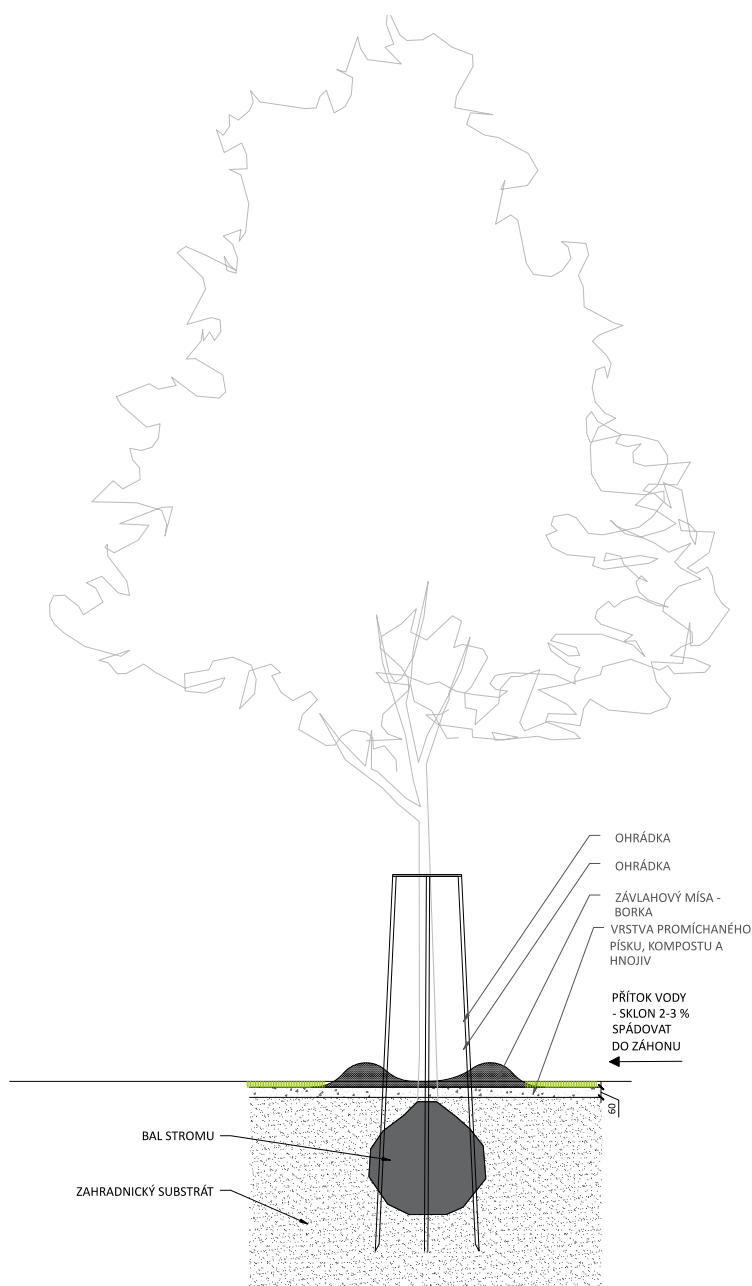 OHRÁDKA
OHRÁDKA
ZÁVLAHOVÝ MÍSA -
BORKA
VRSTVA PROMÍCHANÉHO
PÍSKU, KOMPOSTU A
HNOJIV
PŘÍTOK VODY
- SKLON 2-3 %
SPÁDOVAT
DO ZÁHONU
60
BAL STROMU
ZAHRADNICKÝ SUBSTRÁT